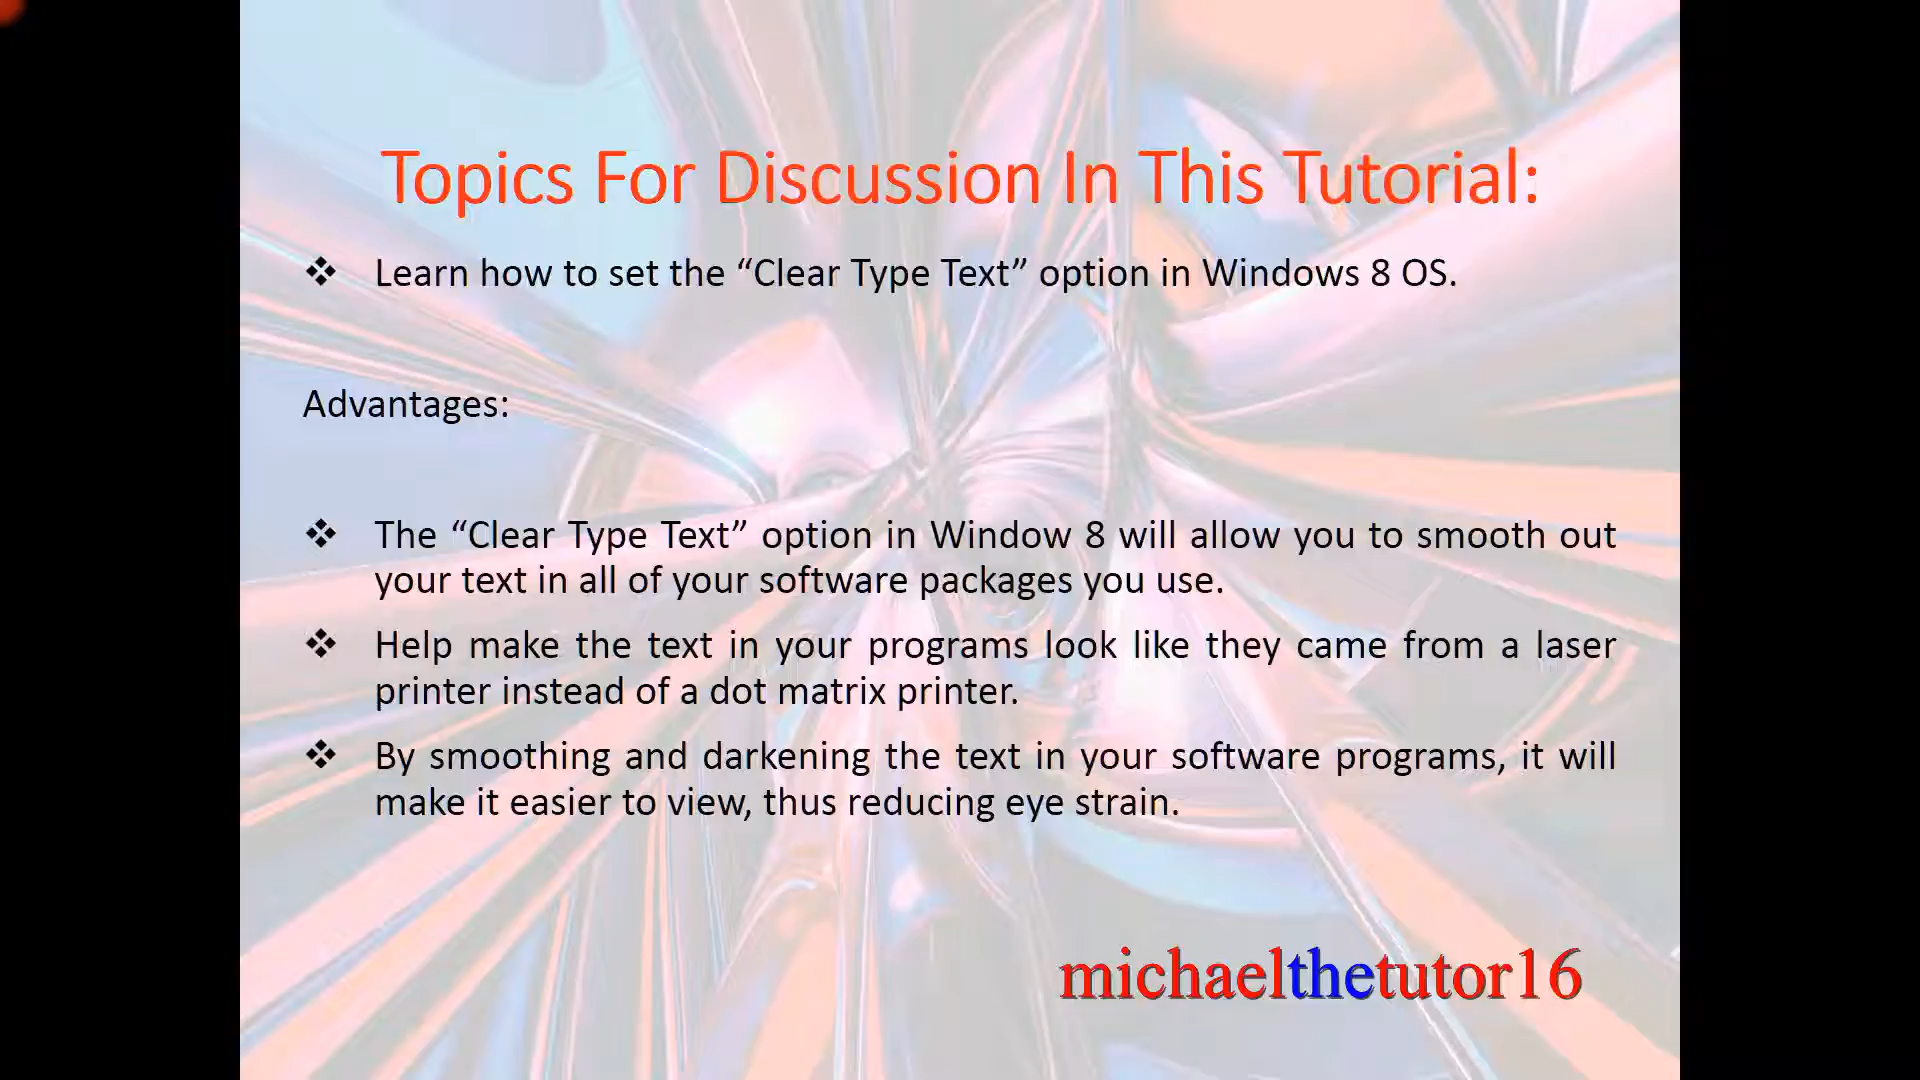 Topics For Discussion In This Tutorial:
❖ Learn how to set the “Clear Type Text” option in Windows 8 OS.
Advantages:
❖ The “Clear Type Text” option in Window 8 will allow you to smooth out
your text in all of your software packages you use.
❖ Help make the text in your programs look like they came from a laser
printer instead of a dot matrix printer.
❖ By smoothing and darkening the text in your software programs, it will
make it easier to view, thus reducing eye strain.
michaelthetutor16